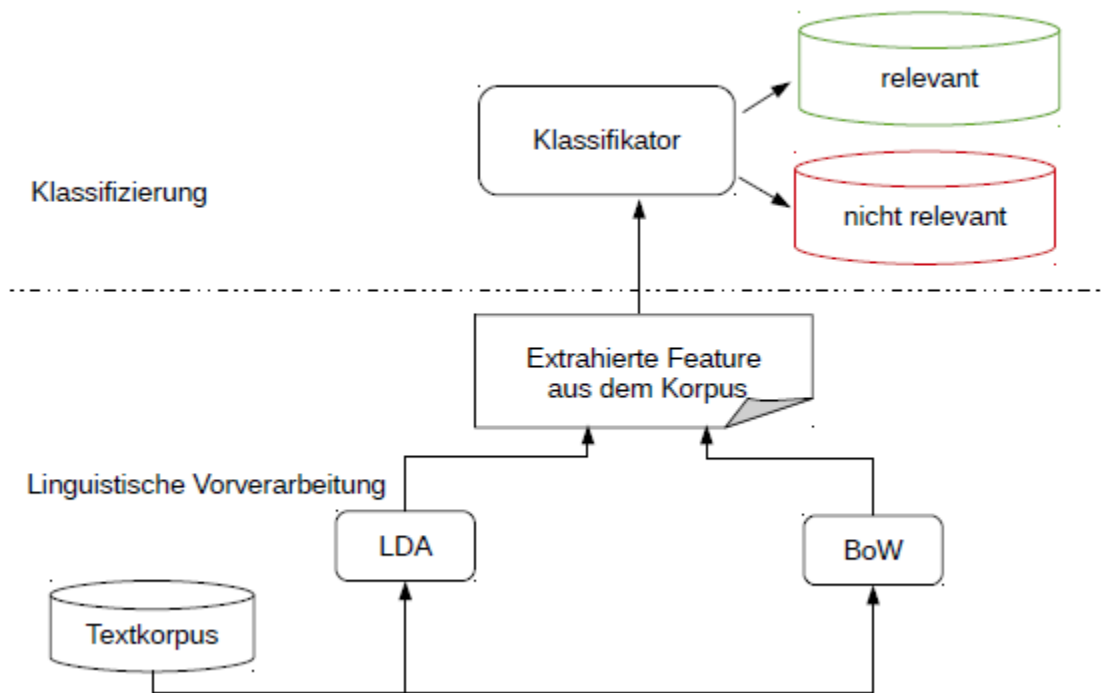 relevant
Klassifikator
nicht relevant
Klassifizierung
Extrahierte Feature
aus dem Korpus
Linguistische Vorverarbeitung
LDA
BoW
Textkorpus